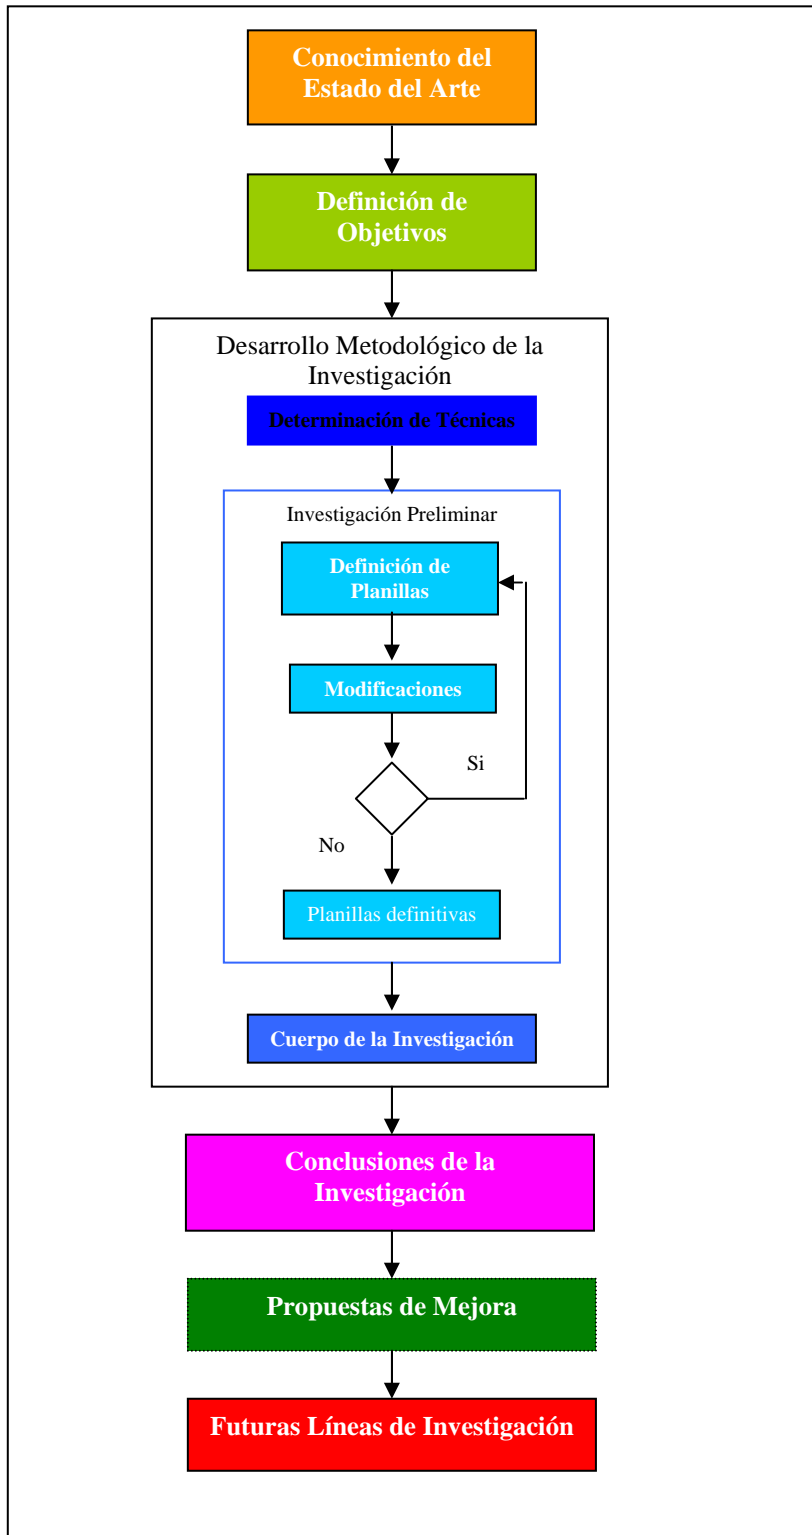 Conocimiento del
Estado del Arte
Definición de
Objetivos
Desarrollo Metodológico de la
Investigación
Determinación de Técnicas
Investigación Preliminar
Definición de
Planillas
Modificaciones
Si
No
Planillas definitivas
Cuerpo de la Investigación
Conclusiones de la
Investigación
Propuestas de Mejora
Futuras Líneas de Investigación